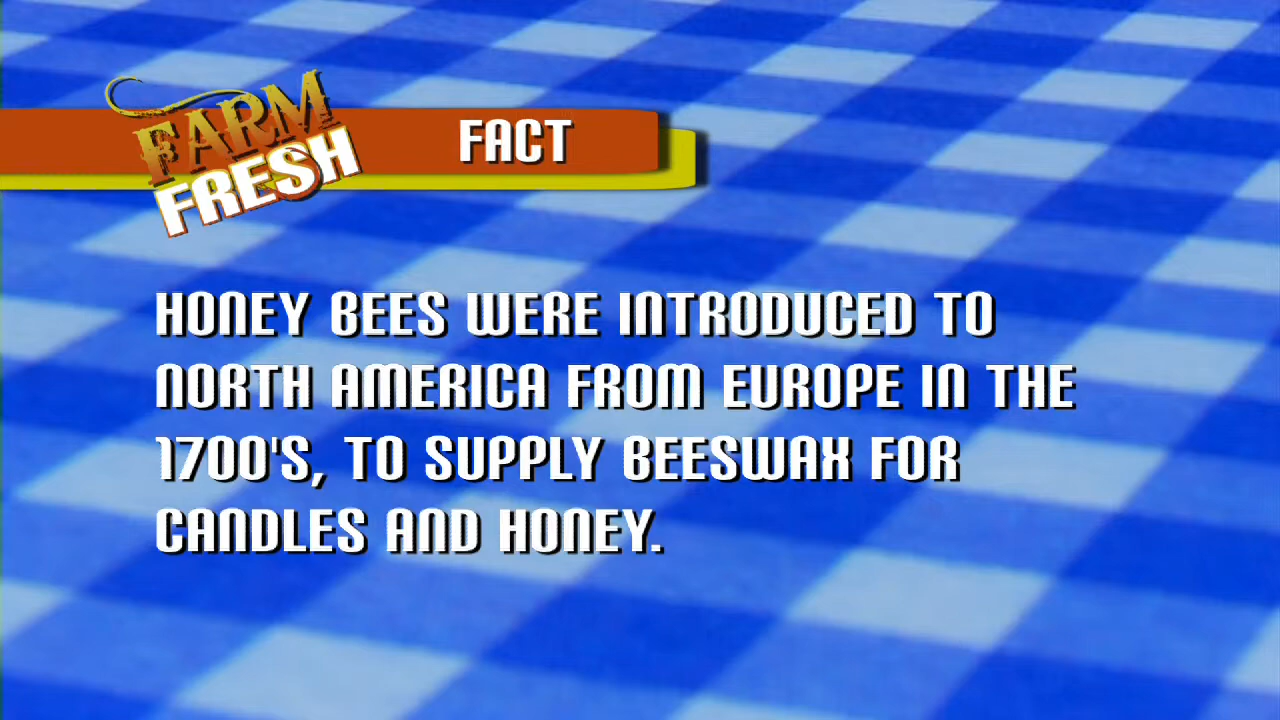 FARM
FRESH
FACT
HONEY BEES WERE INTRODUCED TO
NORTH AMERICA FROM EUROPE IN THE
1700'S, TO SUPPLY BEESWAX FOR
CANDLES AND HONEY.